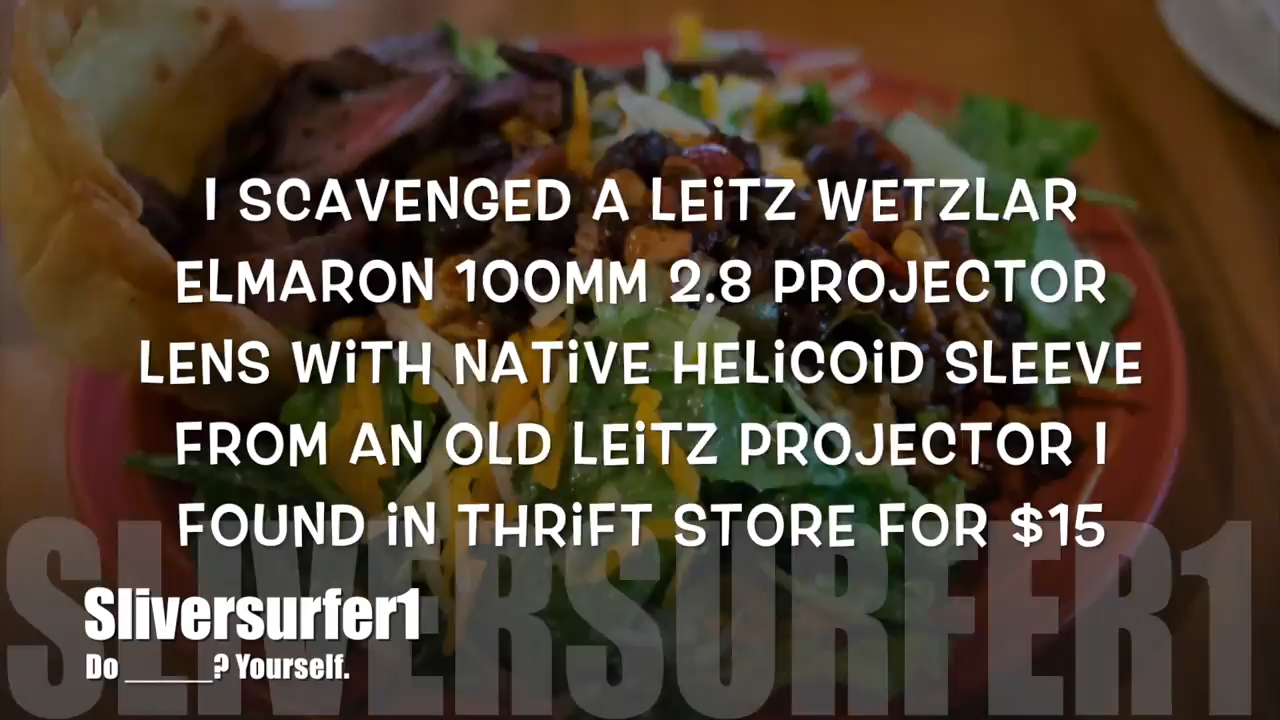 I SCAVENGED A LEiTZ WETZLAR
ELMARON 100MM 2.8 PROJECTOR
LENS WiTH NATiVE HELiCOiD SLEEVE
FROM AN OLD LEiTZ PROJECTOR I
FOUND iN THRiFT STORE FOR $15
SLIVERSURFER1
Sliversurfer1
Do _____? Yourself.